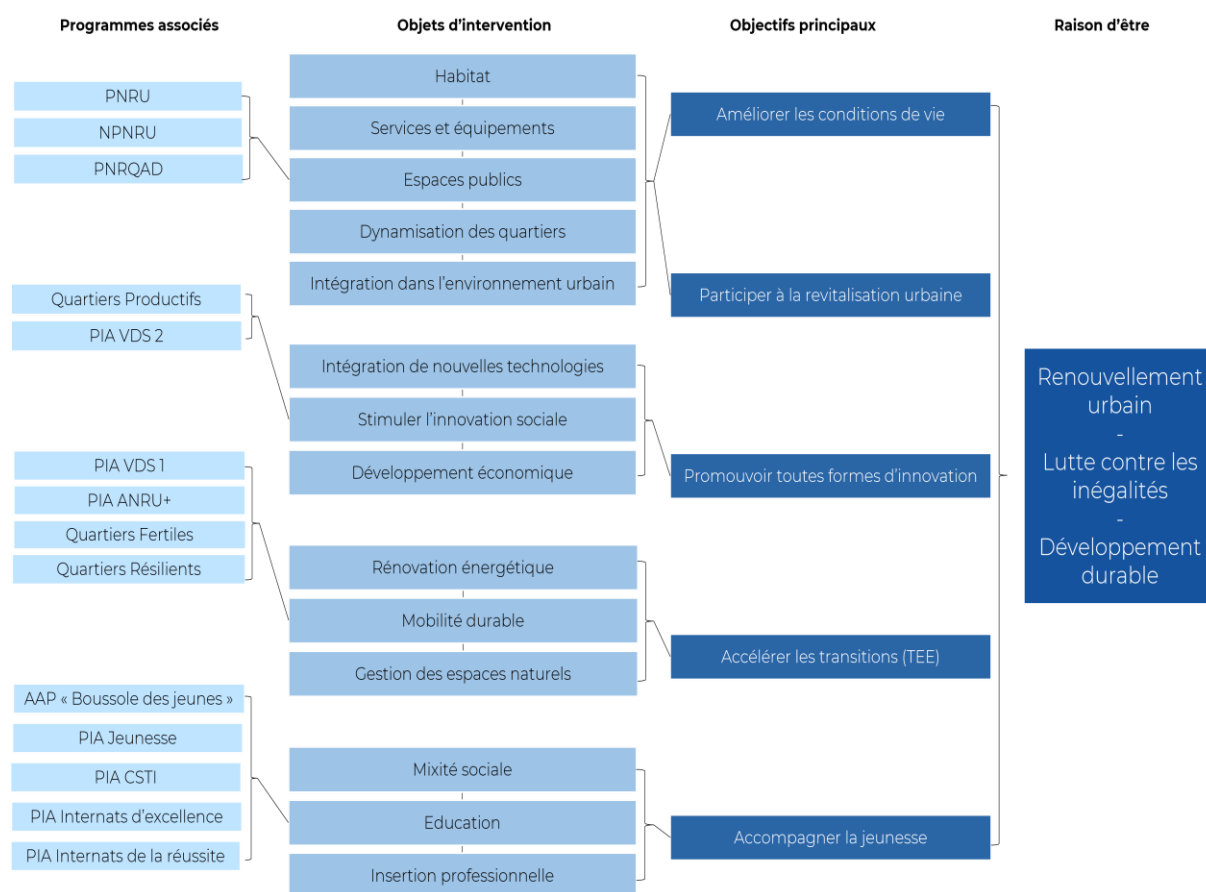 Programmes associés
Objets d'intervention
Objectifs principaux
Raison d'être
PNRU
NPNRU
PNRQAD
Quartiers Productifs
PIA VDS 2
PIA VDS 1
PIA ANRU+
Quartiers Fertiles
Quartiers Résilients
AAP « Boussole des jeunes »
PIA Jeunesse
PIA CSTI
PIA Internats d'excellence
PIA Internats de la réussite
Habitat
Services et équipements
Espaces publics
Dynamisation des quartiers
Intégration dans l'environnement urbain
Intégration de nouvelles technologies
Stimuler l'innovation sociale
Développement économique
Rénovation énergétique
Mobilité durable
Gestion des espaces naturels
Mixité sociale
Education
Insertion professionnelle
Améliorer les conditions de vie
Participer à la revitalisation urbaine
Promouvoir toutes formes d'innovation
Accélérer les transitions (TEE)
Accompagner la jeunesse
Renouvellement
urbain
-
Lutte contre les
inégalités
-
Développement
durable